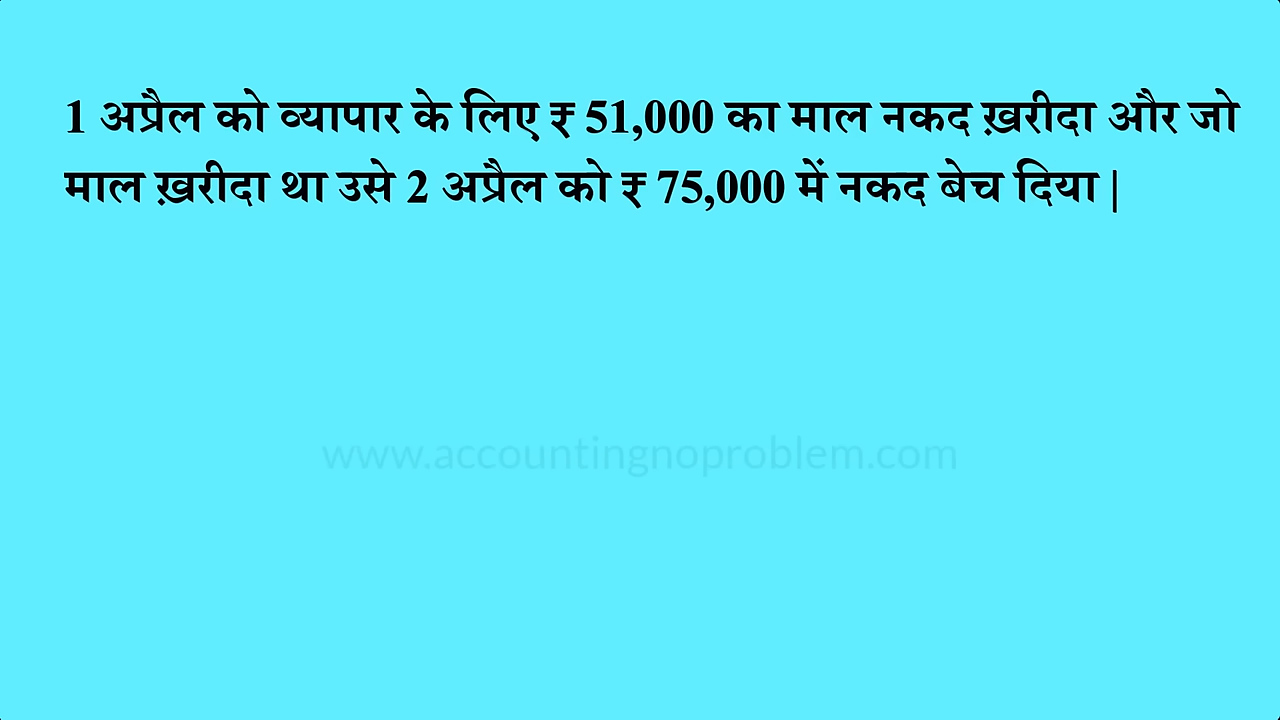 1 अप्रैल को व्यापार के लिए ₹ 51,000 का माल नकद ख़रीदा और जो
माल ख़रीदा था उसे 2 अप्रैल को ₹ 75,000 में नकद बेच दिया |
www.accountingnoproblem.com